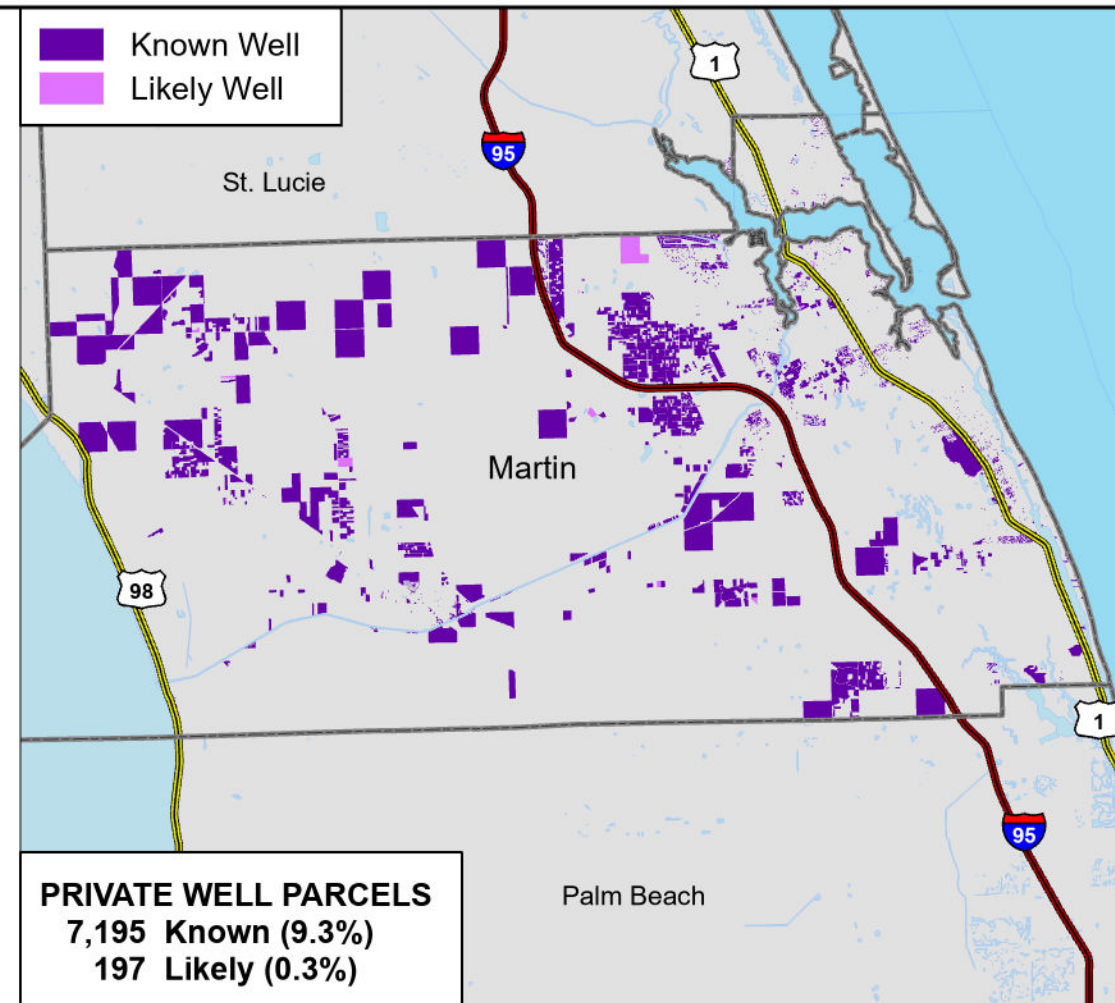 Known Well
Likely Well
1
95
St. Lucie
Martin
98
1
95
Palm Beach
PRIVATE WELL PARCELS
7,195 Known (9.3%)
197 Likely (0.3%)